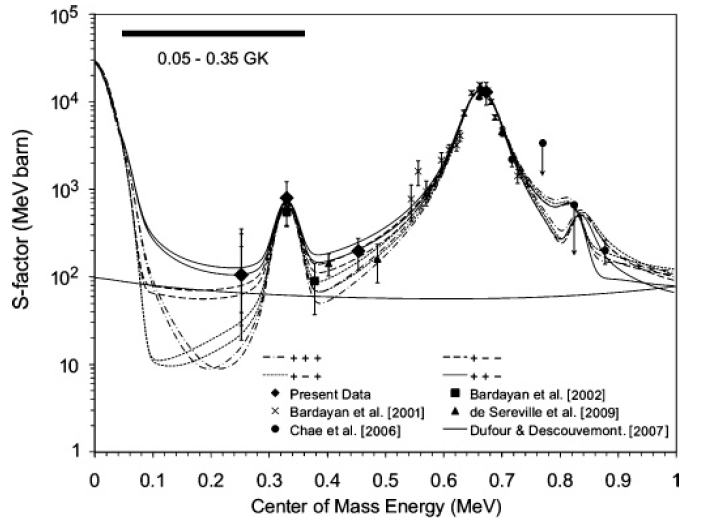 10^5
10^4
10^3
10^2
10
1
S-factor (MeV barn)
0.05 - 0.35 GK
+ + +
+ - -
+ - +
+ + -
Present Data
Bardayan et al. [2002]
Bardayan et al. [2001]
de Sereville et al. [2009]
Chae et al. [2006]
Dufour & Descouvemont. [2007]
0 0.1 0.2 0.3 0.4 0.5 0.6 0.7 0.8 0.9 1
Center of Mass Energy (MeV)